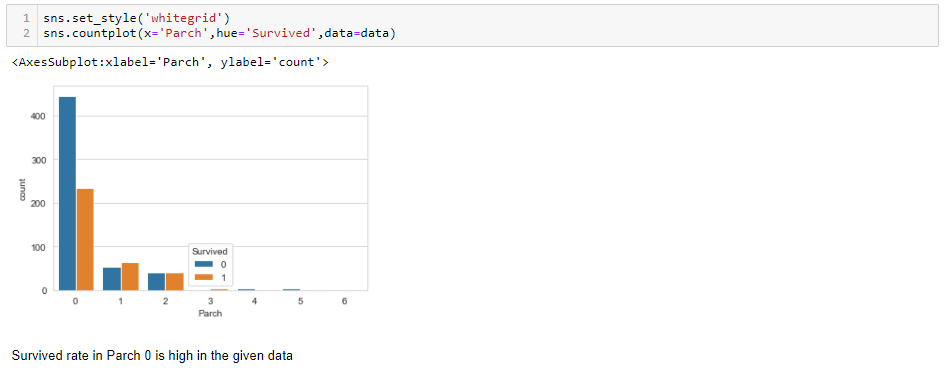 1 sns.set_style('whitegrid')
2 sns.countplot(x='Parch',hue='Survived',data=data)
<AxesSubplot:xlabel='Parch', ylabel='count'>
400
300
200
100
0
count
Survived
0
1
0 1 2 3 4 5 6
Parch
Survived rate in Parch 0 is high in the given data